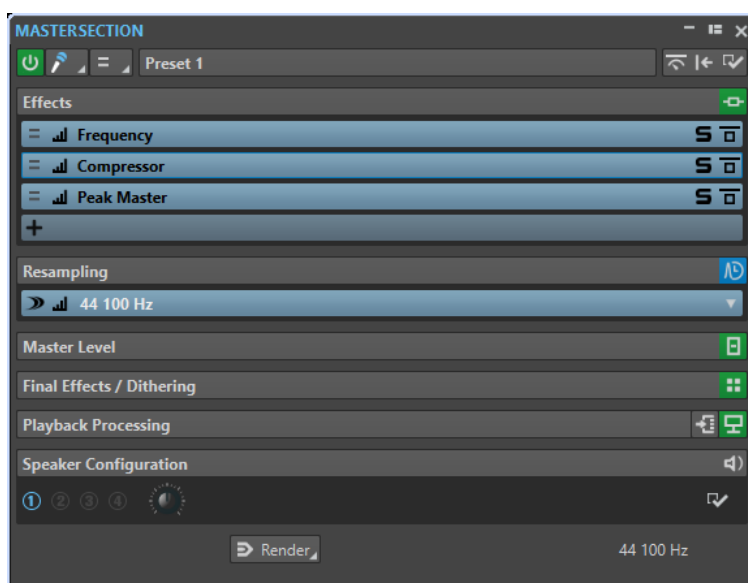 MASTERSECTION
Preset 1
Effects
Frequency S
Compressor S
Peak Master S
Resampling
44 100 Hz
Master Level
Final Effects / Dithering
Playback Processing
Speaker Configuration
1 2 3 4
Render 44 100 Hz